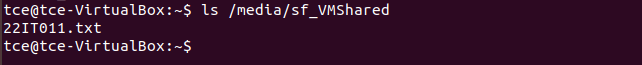 tce@tce-VirtualBox:~$ ls /media/sf_VMShared
22IT011.txt
tce@tce-VirtualBox:~$